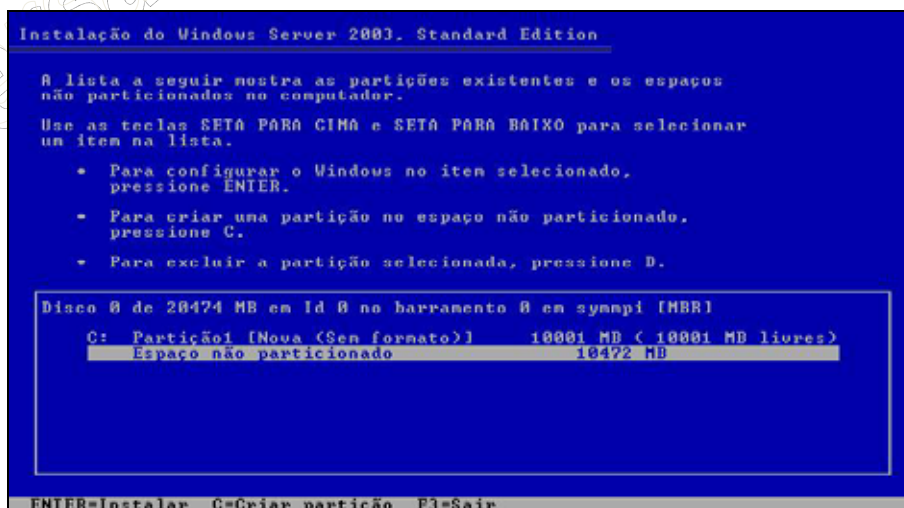 Instalação do Windows Server 2003. Standard Edition
A lista a seguir mostra as partições existentes e os espaços
não particionados no computador.
Use as teclas SETA PARA CIMA e SETA PARA BAIXO para selecionar
um item na lista.
• Para configurar o Windows no item selecionado,
pressione ENTER.
- Para criar uma partição no espaço não particionado.
pressione C.
- Para excluir a partição selecionada, pressione D.
Disco 0 de 20474 MB em Id 0 no barramento 0 em symmpi [MBR]
C: Partição1 [Nova (Sem formato)] 10001 MB ( 10001 MB livres)
Espaço não particionado 10472 MB
ENTER=Instalar C=Criar partição F3=Sair